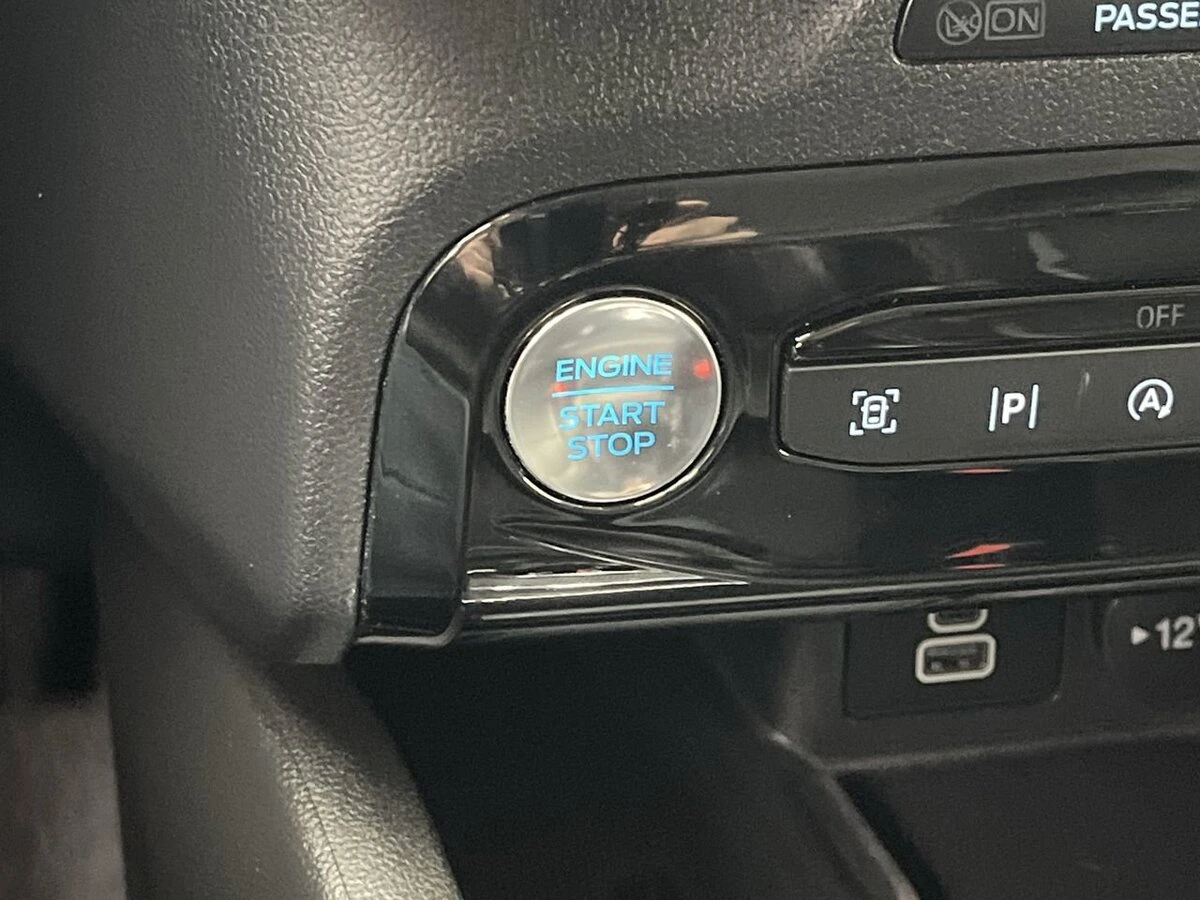 ON
PASSE
OFF
ENGINE
START
STOP
P
A
12